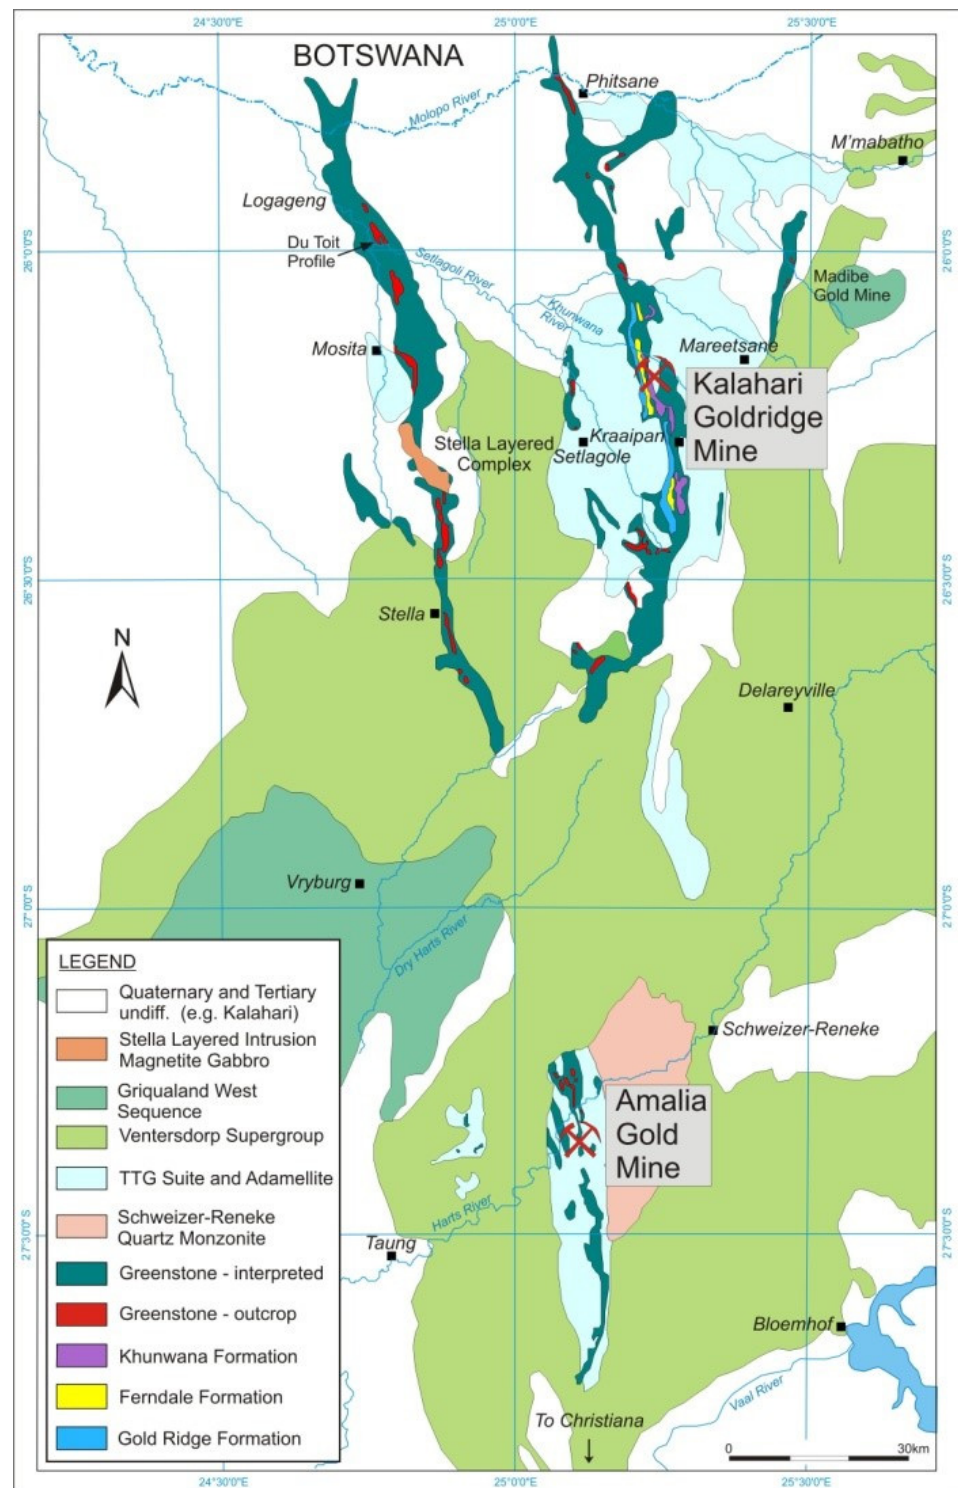 24°30'0"E
25°0'0"E
25°30'0"E
BOTSWANA
Phitsane
Molopo River
M'mabatho
Logageng
Du Toit
Profile
26°0'0"S
26°0'0"S
Setlagoli River
Madibe
Gold Mine
Khunwana
River
Mosita
Mareetsane
Kalahari
Goldridge
Mine
Stella Layered
Complex
Kraaipan
Setlagole
26°30'0"S
26°30'0"S
Stella
N
Delareyville
Vryburg
27°0'0"S
27°0'0"S
Dry Harts River
LEGEND
Quaternary and Tertiary
undiff. (e.g. Kalahari)
Stella Layered Intrusion
Magnetite Gabbro
Griqualand West
Sequence
Ventersdorp Supergroup
TTG Suite and Adamellite
Schweizer-Reneke
Quartz Monzonite
Greenstone - interpreted
Greenstone - outcrop
Khunwana Formation
Ferndale Formation
Gold Ridge Formation
Schweizer-Reneke
Amalia
Gold
Mine
Harts River
27°30'0"S
27°30'0"S
Taung
Bloemhof
Vaal River
To Christiana
0
30km
24°30'0"E
25°0'0"E
25°30'0"E